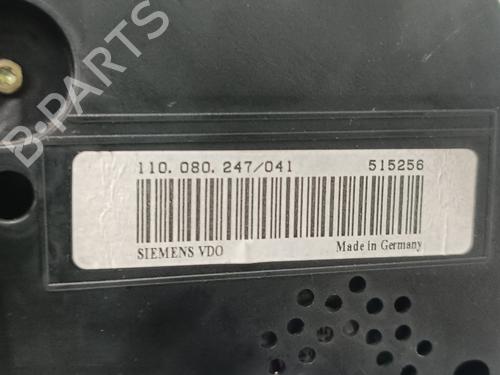 B-PARTS
110.080.247/041 515256
SIEMENS VDO Made in Germany